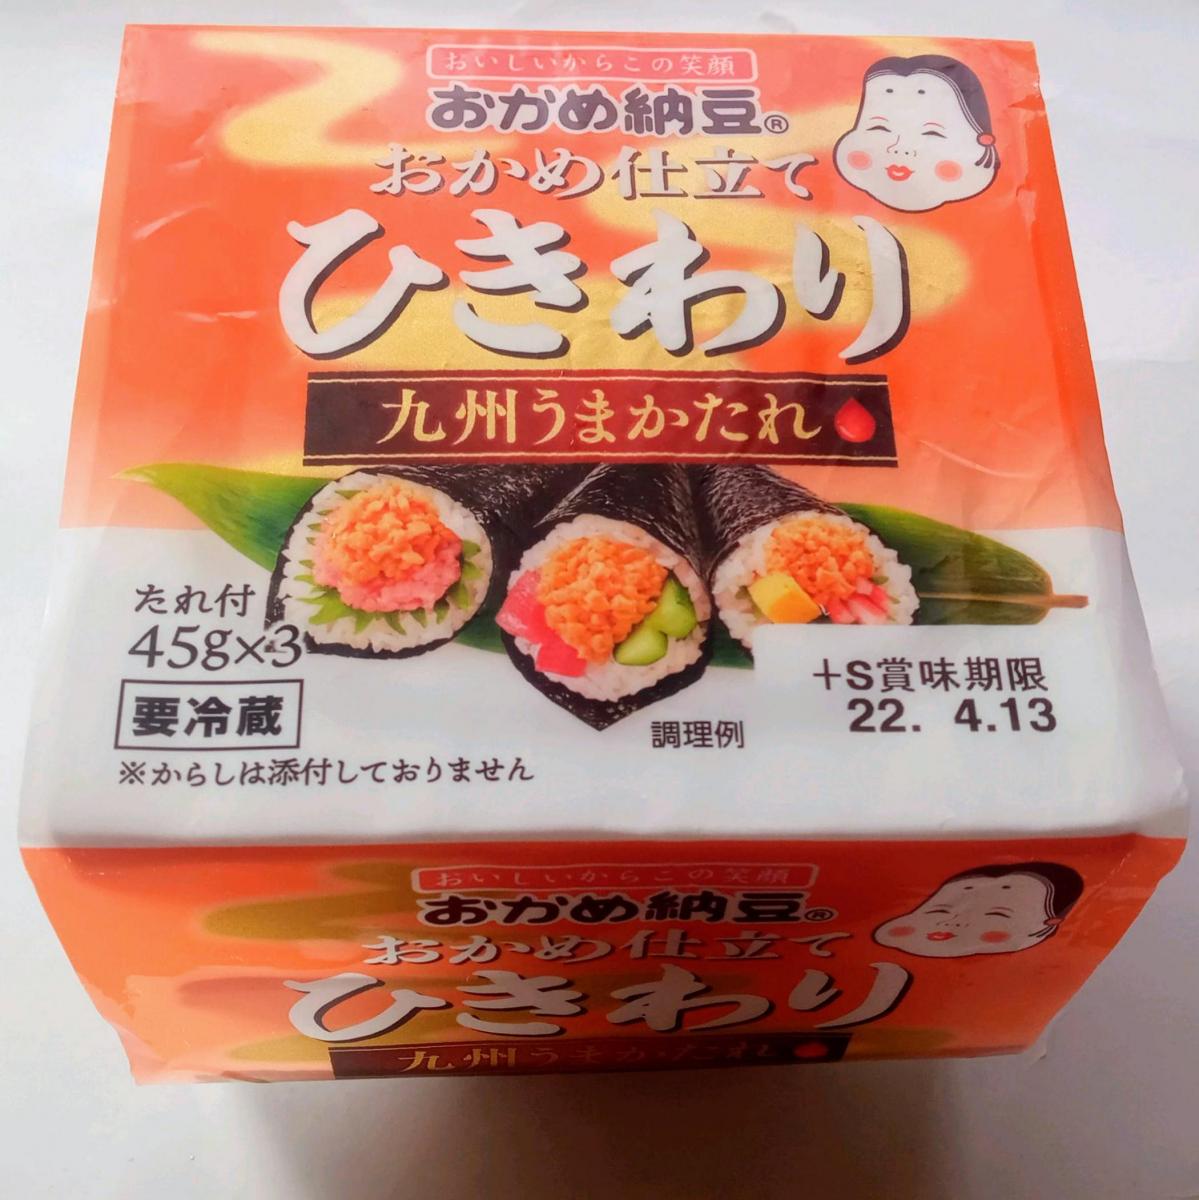 おいしいからこの笑顔
おかめ納豆®
おかめ仕立て
ひきわり
九州うまかたれ
たれ付
45g×3
要冷蔵
※からしは添付しておりません
調理例
+S賞味期限
22. 4.13
おいしいからこの笑顔
おかめ納豆®
おかめ仕立て
ひきわり
九州うまかたれ